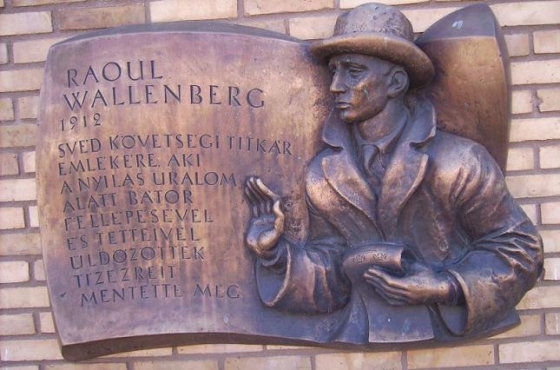 RAOUL
WALLENBERG
1912
SVÉD KÖVETSÉGI TITKÁR
EMLÉKÉRE, AKI
A NYILAS URALOM
ALATT BÁTOR
FELLÉPÉSÉVEL
ÉS TETTEIVEL
ÜLDÖZÖTTEK
TÍZEZREIT
MENTETTE MEG